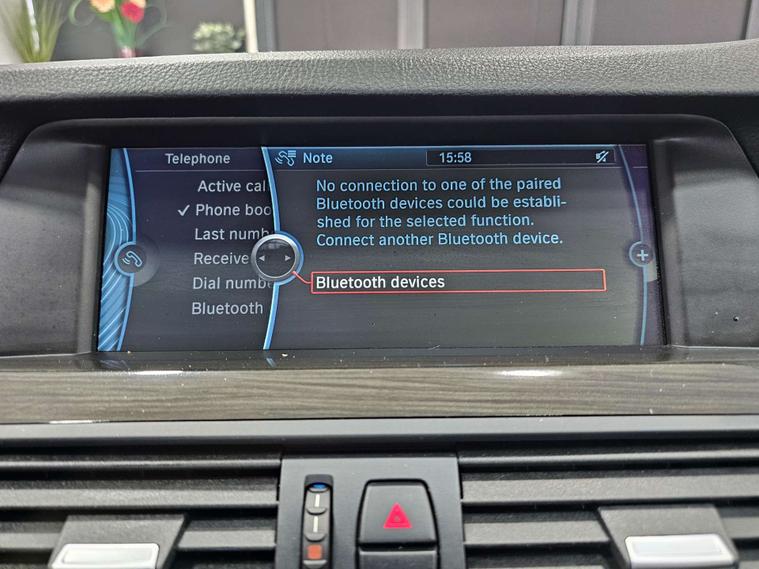 Telephone
Note
15:58
Active cal
Phone boo
Last numb
Receive
Dial numbe
Bluetooth
No connection to one of the paired
Bluetooth devices could be establi-
shed for the selected function.
Connect another Bluetooth device.
Bluetooth devices